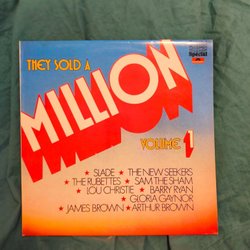 THEY SOLD A
MILLION
VOLUME 1
★ SLADE ★ THE NEW SEEKERS
★ THE RUBETTES ★ SAM THE SHAM
★ LOU CHRISTIE ★ BARRY RYAN
★ GLORIA GAYNOR
★ JAMES BROWN ★ ARTHUR BROWN
Special